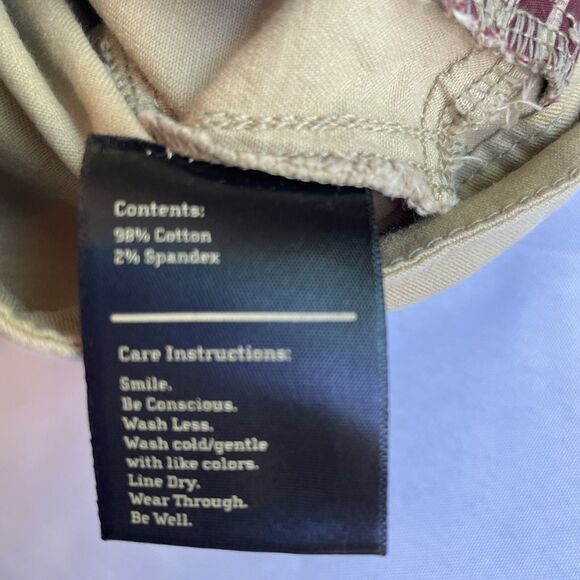 Contents:
98% Cotton
2% Spandex
Care Instructions:
Smile.
Be Conscious.
Wash Less.
Wash cold/gentle
with like colors.
Line Dry.
Wear Through.
Be Well.